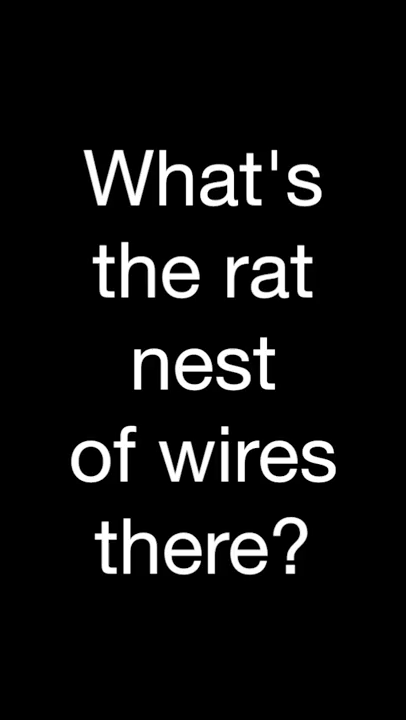 What's
the rat
nest
of wires
there?